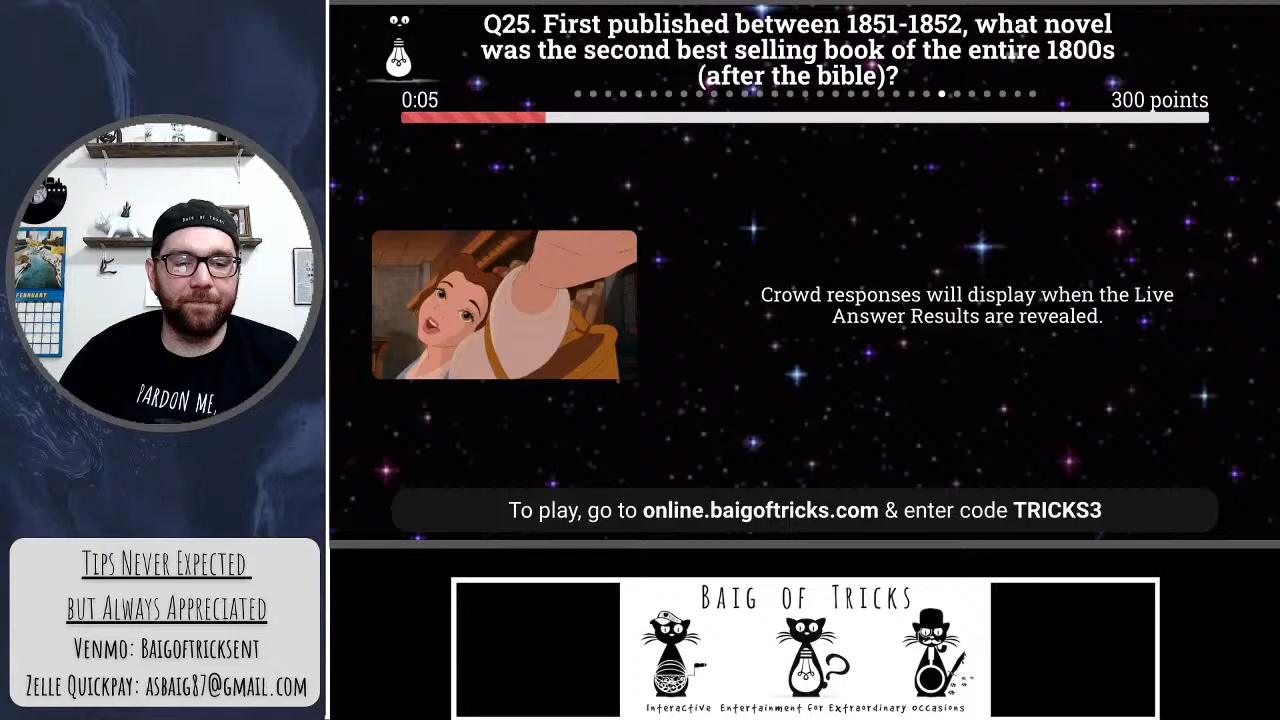 Q25. First published between 1851-1852, what novel
was the second best selling book of the entire 1800s
(after the bible)?
0:05
300 points
Crowd responses will display when the Live
Answer Results are revealed.
To play, go to online.baigoftricks.com & enter code TRICKS3
FEBRUARY
PARDON ME,
TIPS NEVER EXPECTED
BUT ALWAYS APPRECIATED
VENMO: BAIGOFTRICKSENT
ZELLE QUICKPAY: ASBAIG87@GMAIL.COM
BAIG OF TRICKS
Interactive Entertainment for Extraordinary Occasions